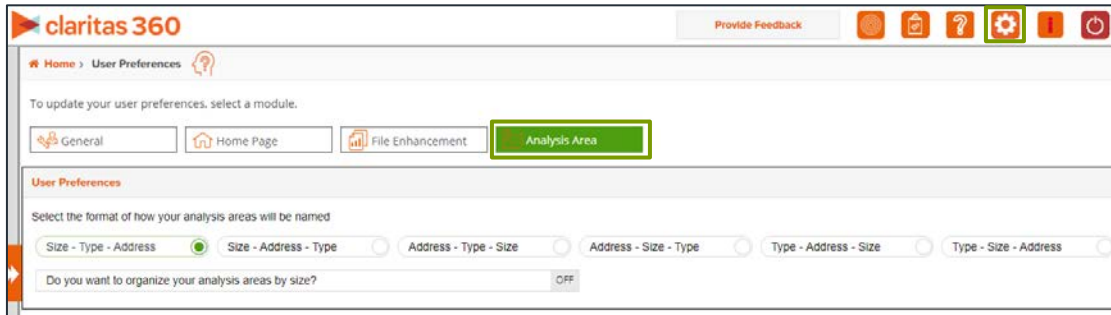 claritas 360
Provide Feedback
Home › User Preferences
To update your user preferences, select a module.
General Home Page File Enhancement Analysis Area
User Preferences
Select the format of how your analysis areas will be named
Size - Type - Address Size - Address - Type Address - Type - Size Address - Size - Type Type - Address - Size Type - Size - Address
Do you want to organize your analysis areas by size? OFF